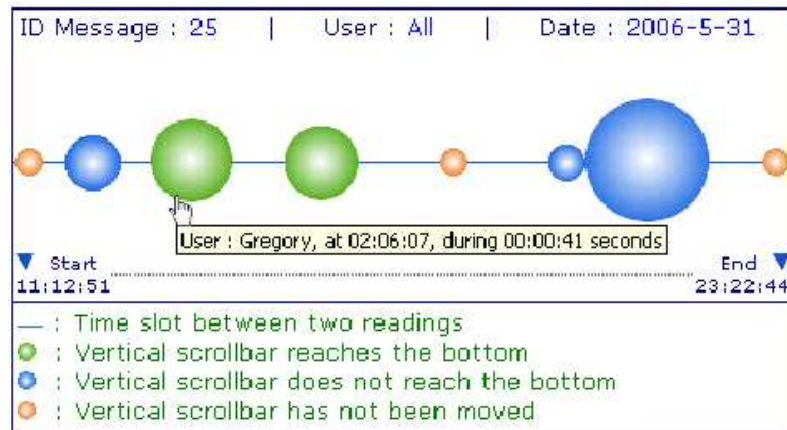 ID Message : 25 | User : All | Date : 2006-5-31
User : Gregory, at 02:06:07, during 00:00:41 seconds
Start End
11:12:51 23:22:44
— : Time slot between two readings
: Vertical scrollbar reaches the bottom
: Vertical scrollbar does not reach the bottom
: Vertical scrollbar has not been moved